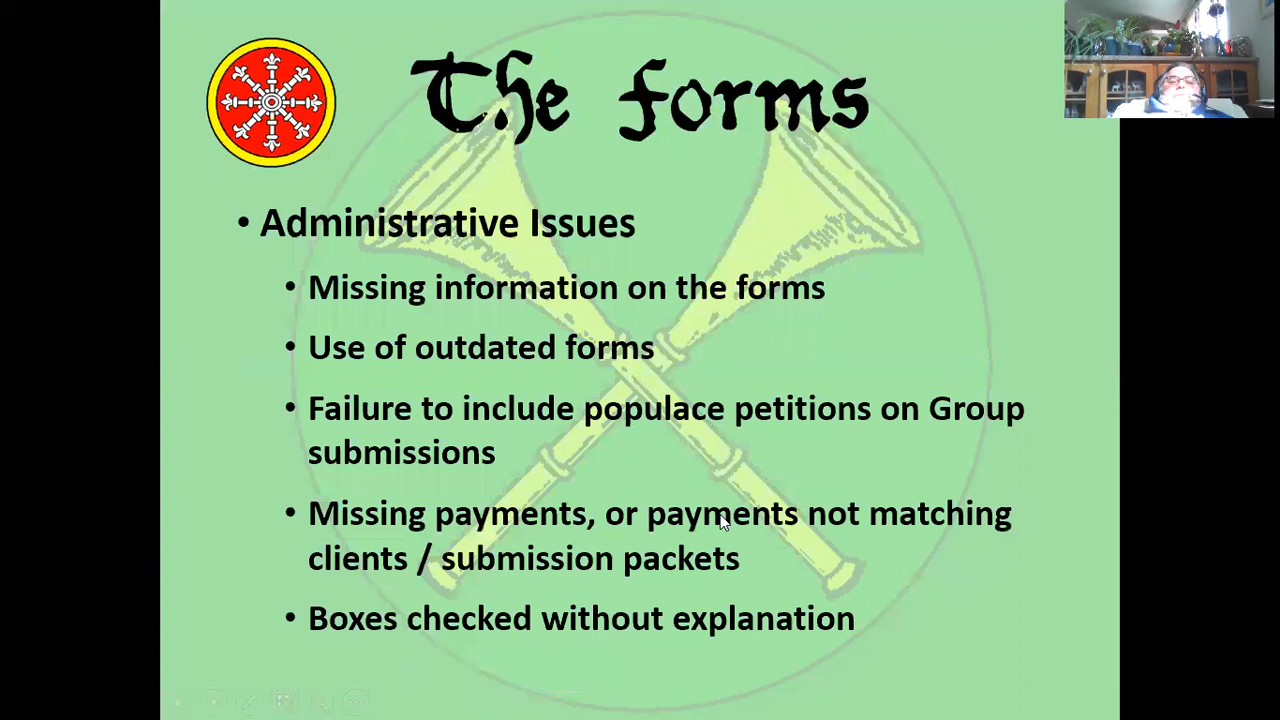 The Forms
• Administrative Issues
• Missing information on the forms
• Use of outdated forms
• Failure to include populace petitions on Group
submissions
• Missing payments, or payments not matching
clients / submission packets
• Boxes checked without explanation